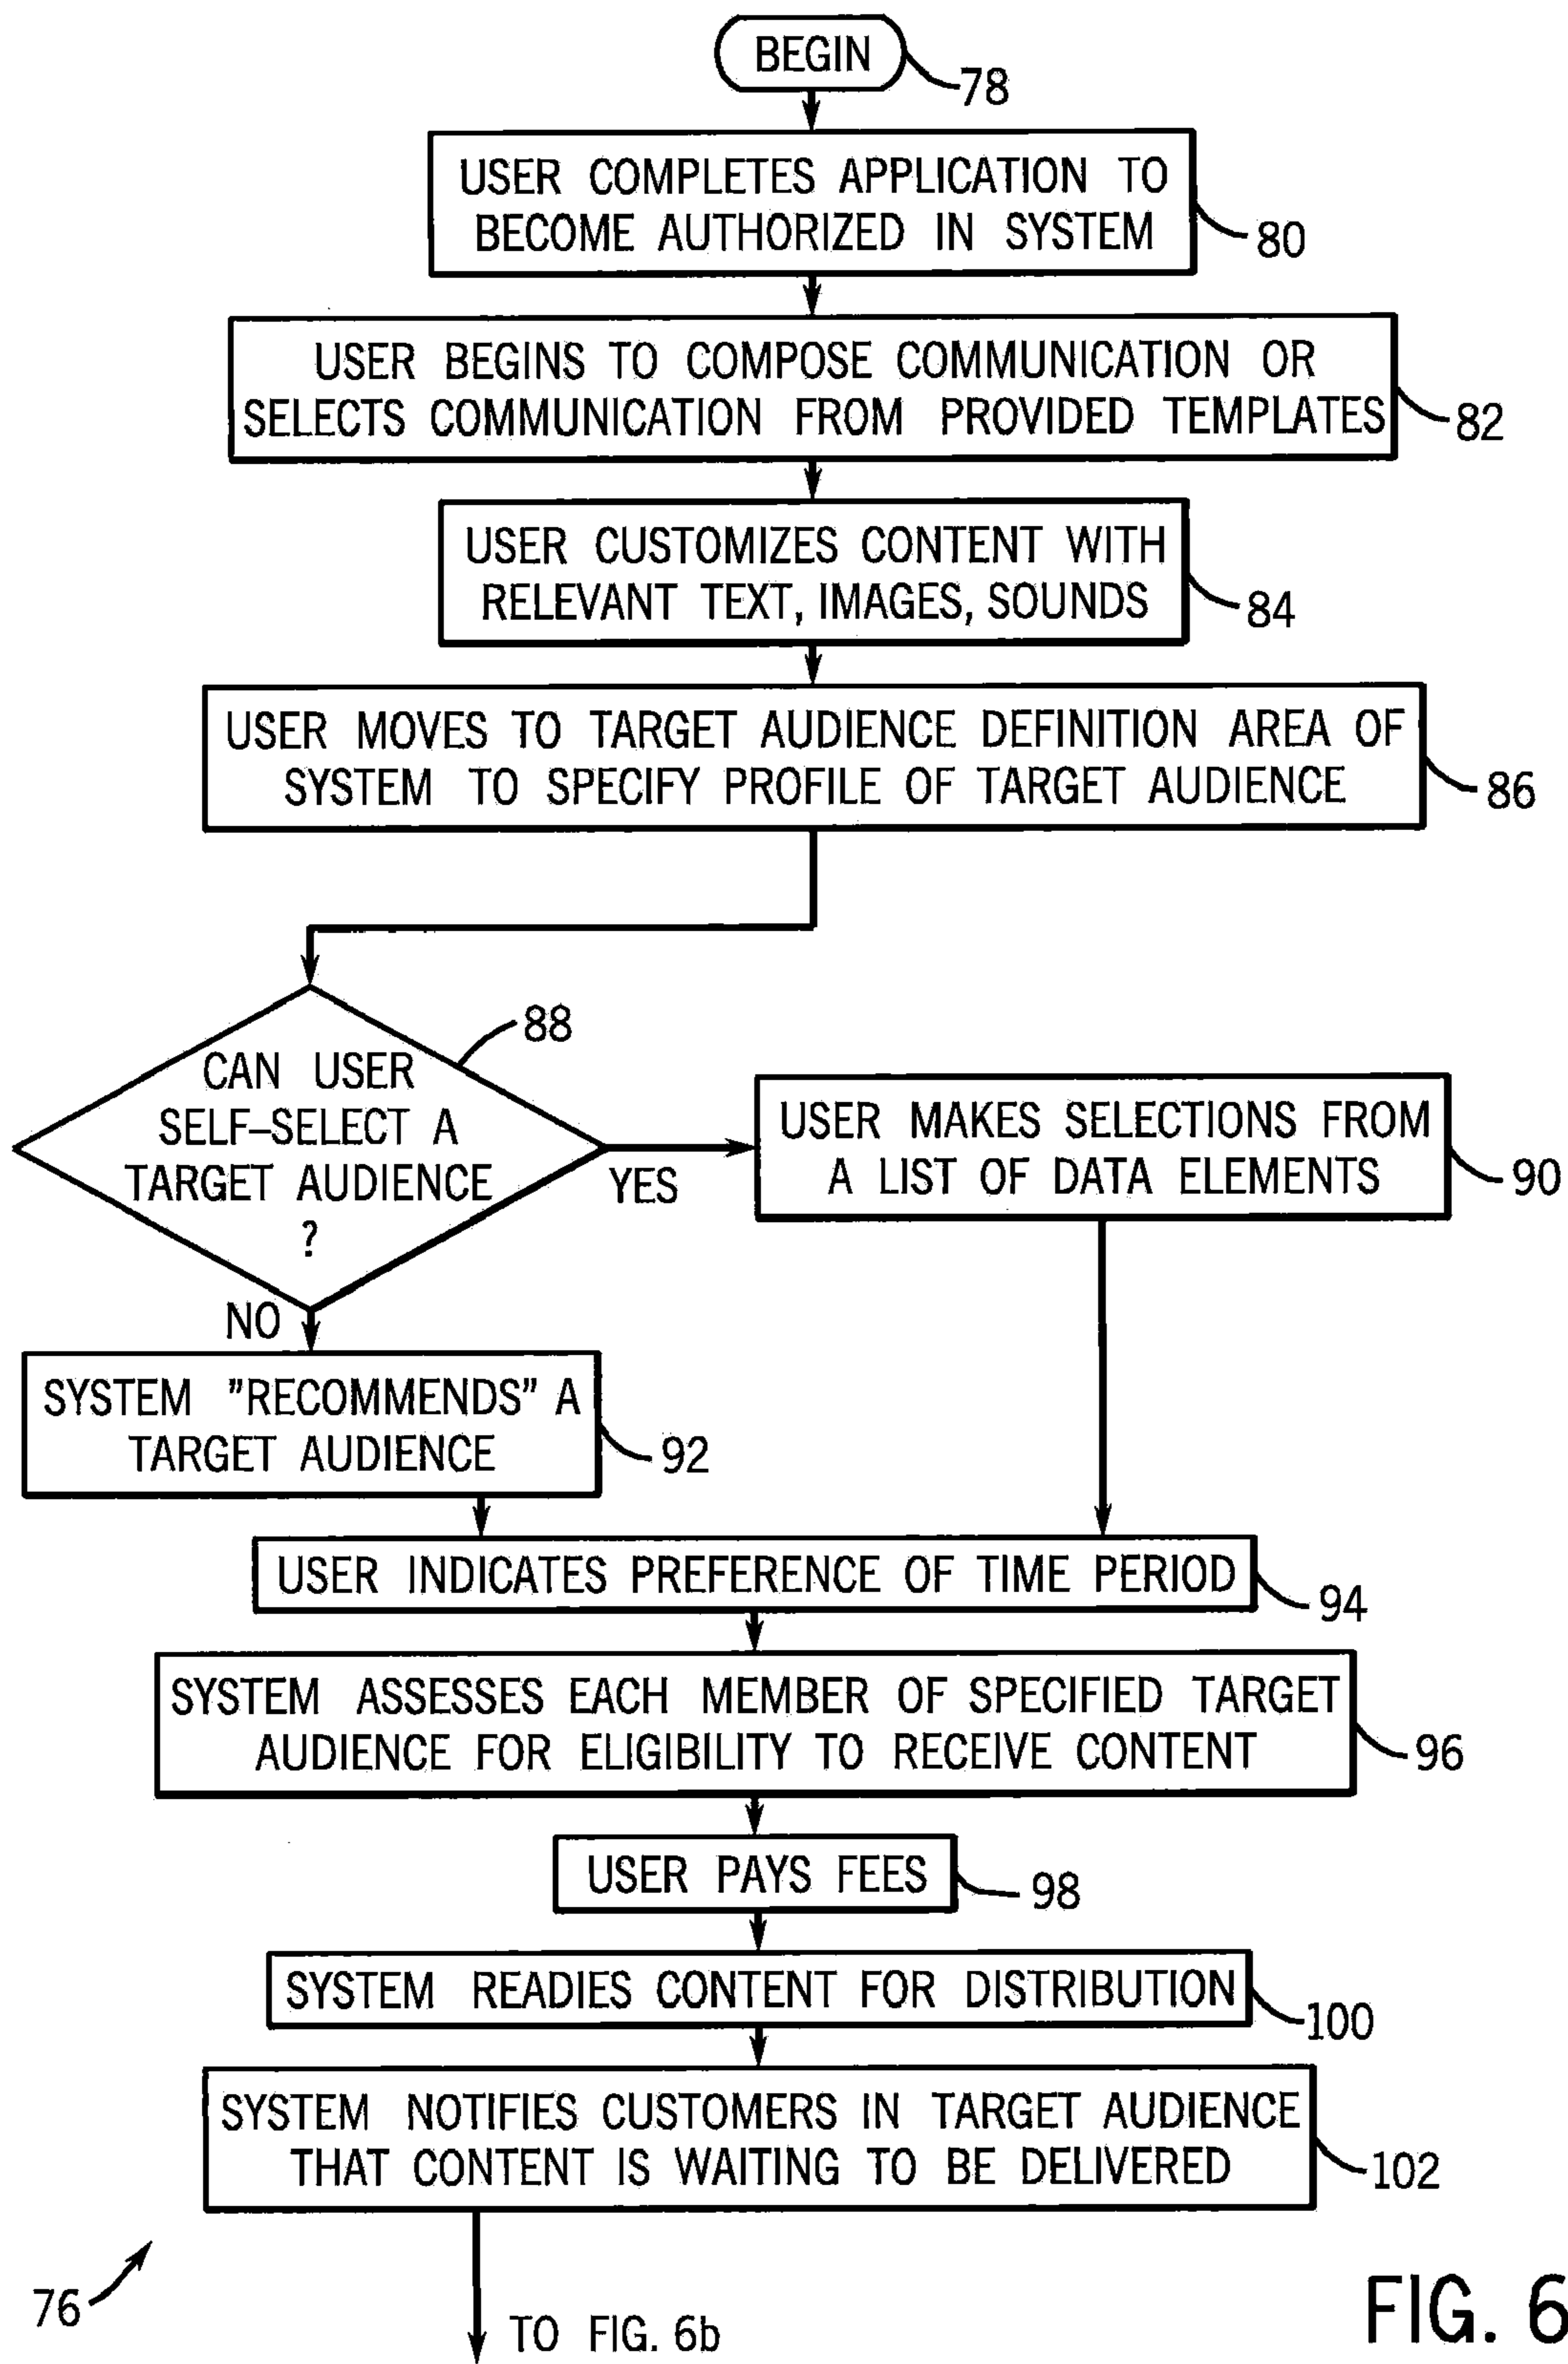 BEGIN
78
USER COMPLETES APPLICATION TO
BECOME AUTHORIZED IN SYSTEM
80
USER BEGINS TO COMPOSE COMMUNICATION OR
SELECTS COMMUNICATION FROM PROVIDED TEMPLATES
82
USER CUSTOMIZES CONTENT WITH
RELEVANT TEXT, IMAGES, SOUNDS
84
USER MOVES TO TARGET AUDIENCE DEFINITION AREA OF
SYSTEM TO SPECIFY PROFILE OF TARGET AUDIENCE
86
88
CAN USER
SELF–SELECT A
TARGET AUDIENCE
?
YES
USER MAKES SELECTIONS FROM
A LIST OF DATA ELEMENTS
90
NO
SYSTEM ”RECOMMENDS” A
TARGET AUDIENCE
92
USER INDICATES PREFERENCE OF TIME PERIOD
94
SYSTEM ASSESSES EACH MEMBER OF SPECIFIED TARGET
AUDIENCE FOR ELIGIBILITY TO RECEIVE CONTENT
96
USER PAYS FEES
98
SYSTEM READIES CONTENT FOR DISTRIBUTION
100
SYSTEM NOTIFIES CUSTOMERS IN TARGET AUDIENCE
THAT CONTENT IS WAITING TO BE DELIVERED
102
76
TO FIG. 6b
FIG. 6